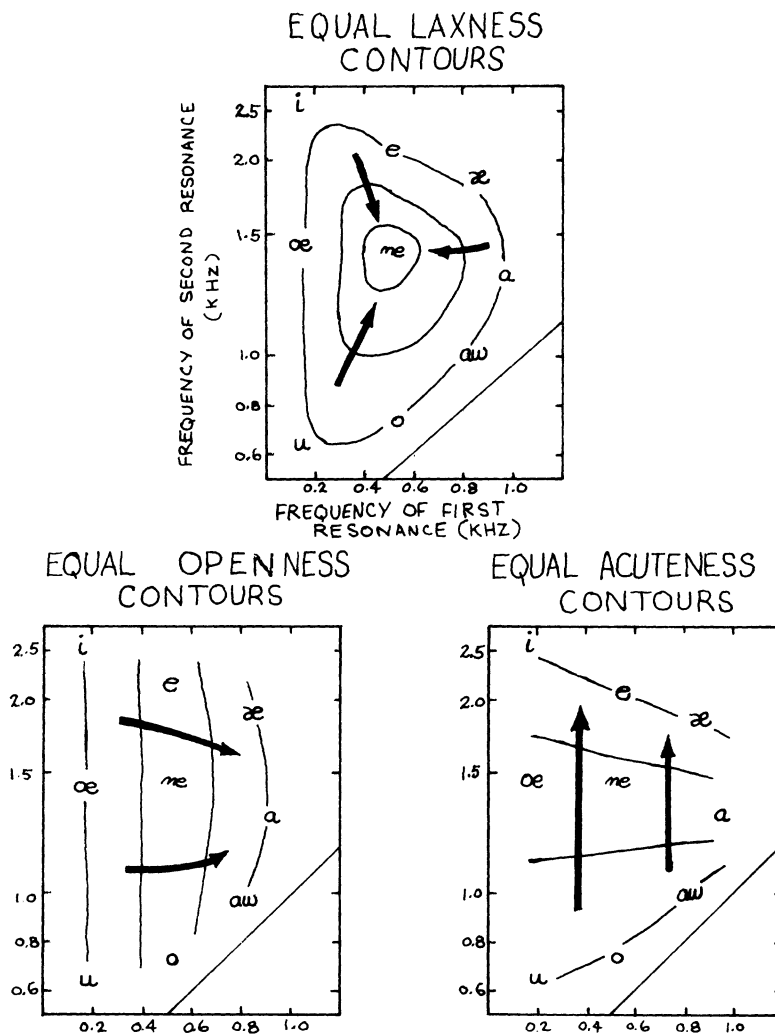 EQUAL LAXNESS
CONTOURS
FREQUENCY OF SECOND RESONANCE
(KHZ)
2.5
2.0
1.5
1.0
0.8
0.6
i
e
æ
œ
ne
a
aw
o
u
0.2 0.4 0.6 0.8 1.0
FREQUENCY OF FIRST
RESONANCE (KHZ)
EQUAL OPENNESS
CONTOURS
2.5
2.0
1.5
1.0
0.8
0.6
i
e
æ
œ
ne
a
aw
o
u
0.2 0.4 0.6 0.8 1.0
EQUAL ACUTENESS
CONTOURS
2.5
2.0
1.5
1.0
0.8
0.6
i
e
æ
œ
ne
a
aw
o
u
0.2 0.4 0.6 0.8 1.0